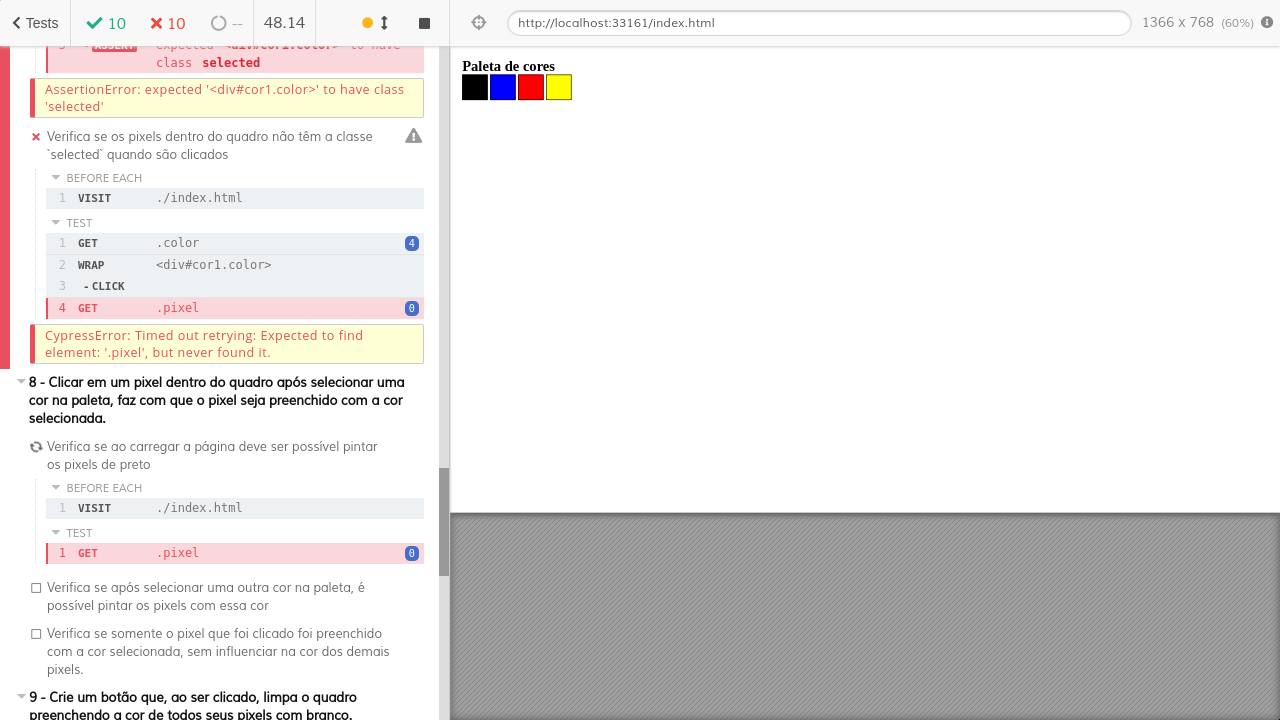 Tests
10
10
--
48.14
http://localhost:33161/index.html
1366 x 768 (60%)
3 - ASSERT expected <div#cor1.color> to have
class selected
AssertionError: expected '<div#cor1.color>' to have class
'selected'
Verifica se os pixels dentro do quadro não têm a classe
`selected` quando são clicados
BEFORE EACH
1 VISIT ./index.html
TEST
1 GET .color 4
2 WRAP <div#cor1.color>
3 - CLICK
4 GET .pixel 0
CypressError: Timed out retrying: Expected to find
element: '.pixel', but never found it.
8 - Clicar em um pixel dentro do quadro após selecionar uma
cor na paleta, faz com que o pixel seja preenchido com a cor
selecionada.
Verifica se ao carregar a página deve ser possível pintar
os pixels de preto
BEFORE EACH
1 VISIT ./index.html
TEST
1 GET .pixel 0
Verifica se após selecionar uma outra cor na paleta, é
possível pintar os pixels com essa cor
Verifica se somente o pixel que foi clicado foi preenchido
com a cor selecionada, sem influenciar na cor dos demais
pixels.
9 - Crie um botão que, ao ser clicado, limpa o quadro
preenchendo a cor de todos seus pixels com branco.
Paleta de cores